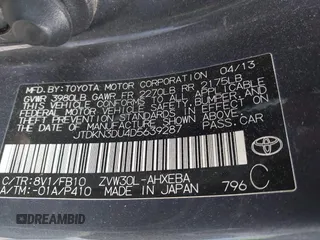 MFD.BY:TOYOTA MOTOR CORPORATION 04/13
GVWR 3980LB GAWR FR 2270LB RR 2175LB
THIS VEHICLE CONFORMS TO ALL APPLICABLE
FEDERAL MOTOR VEHICLE SAFETY, BUMPER, AND
THEFT PREVENTION STANDARDS IN EFFECT ON THE
DATE OF MANUFACTURE SHOWN ABOVE.
JTDKN3DU4D5639287 PASS.CAR
C/TR:8V1/FB10 ZVW30L-AHXEBA
A/TM:-01A/P410 MADE IN JAPAN 796 C
TOYOTA